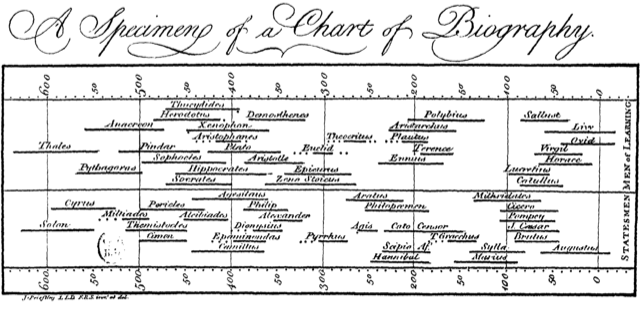 A Specimen of a Chart of Biography.
600 50 500 50 400 50 300 50 200 50 100 50 0
Thucydides
Herodotus Demosthenes Polybius Sallust
Anacreon Xenophon Aristarchus Livy
Aristophanes Theocritus Plautus Ovid
Thales Pindar Plato Euclid Terence Virgil
Sophocles Aristotle Ennius Horace
Pythagoras Hippocrates Epicurus Lucretius
Socrates Zeno Stoicus Catullus
MEN of LEARNING.
Agesilaus Aratus Mithridates
Cyrus Pericles Philip Philopœmen Cicero
Miltiades Alcibiades Alexander Pompey
Solon Themistocles Dionysius Agis Cato Censor J. Cæsar
Cimon Epaminondas Pyrrhus T. Gracchus Brutus
Camillus Scipio Af. Sylla Augustus
Hannibal Marius
STATESMEN
600 50 500 50 400 50 300 50 200 50 100 50 0
J. Priestley L.L.D. F.R.S. inv. et del.